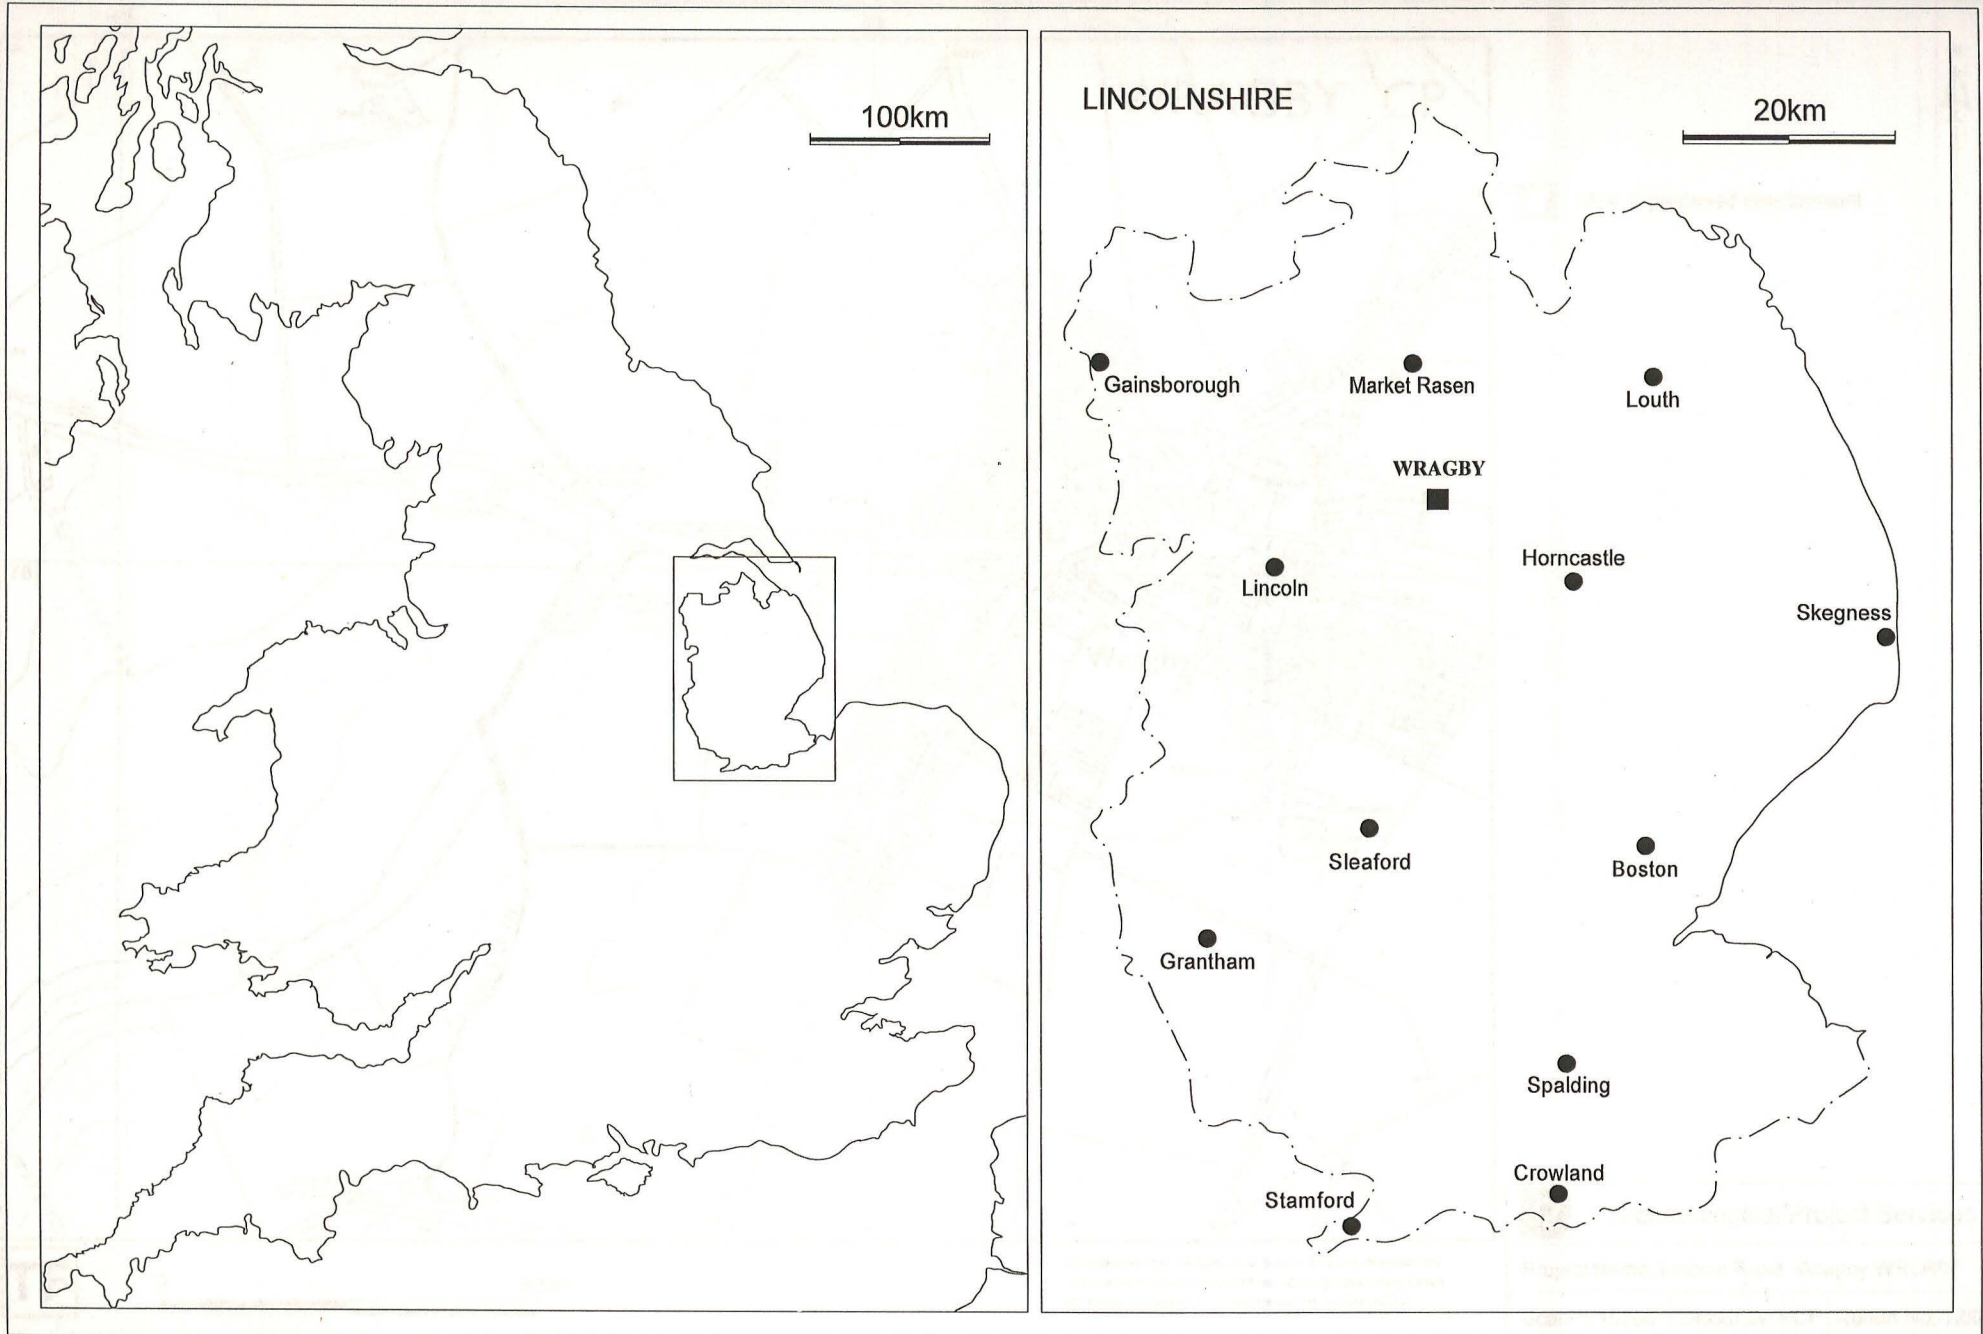 100km
LINCOLNSHIRE
20km
Gainsborough
Market Rasen
Louth
WRAGBY
Lincoln
Horncastle
Skegness
Sleaford
Boston
Grantham
Spalding
Crowland
Stamford